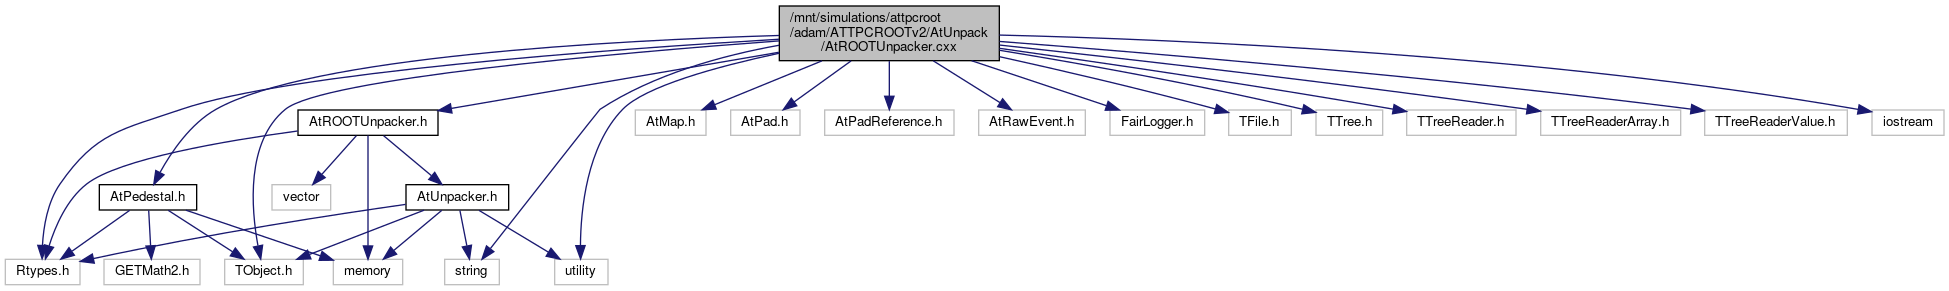 /mnt/simulations/attpcroot
/adam/ATTPCROOTv2/AtUnpack
/AtROOTUnpacker.cxx
AtROOTUnpacker.h
AtMap.h
AtPad.h
AtPadReference.h
AtRawEvent.h
FairLogger.h
TFile.h
TTree.h
TTreeReader.h
TTreeReaderArray.h
TTreeReaderValue.h
iostream
AtPedestal.h
vector
AtUnpacker.h
Rtypes.h
GETMath2.h
TObject.h
memory
string
utility